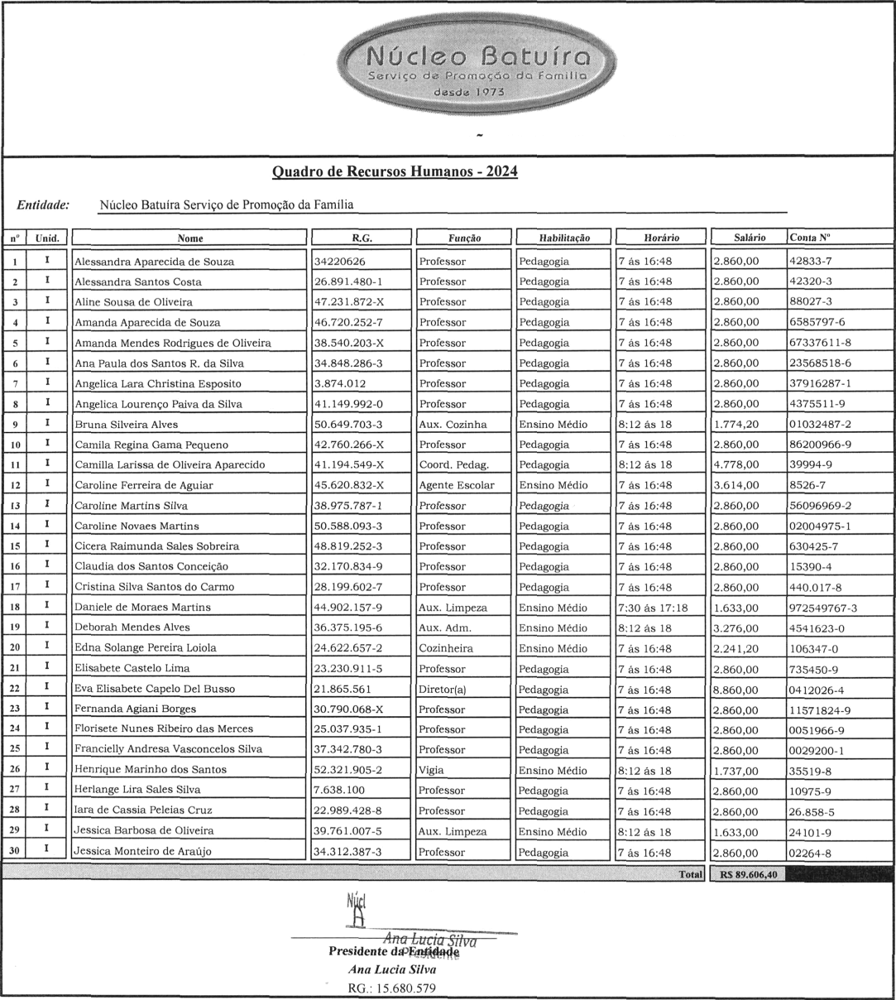 Núcleo Batuíra
Serviço de Promoção da Família
desde 1973
~
Quadro de Recursos Humanos - 2024
Entidade: Núcleo Batuíra Serviço de Promoção da Família
nº Unid. Nome R.G. Função Habilitação Horário Salário Conta Nº
1 I Alessandra Aparecida de Souza 34220626 Professor Pedagogia 7 ás 16:48 2.860,00 42833-7
2 I Alessandra Santos Costa 26.891.480-1 Professor Pedagogia 7 ás 16:48 2.860,00 42320-3
3 I Aline Sousa de Oliveira 47.231.872-X Professor Pedagogia 7 ás 16:48 2.860,00 88027-3
4 I Amanda Aparecida de Souza 46.720.252-7 Professor Pedagogia 7 ás 16:48 2.860,00 6585797-6
5 I Amanda Mendes Rodrigues de Oliveira 38.540.203-X Professor Pedagogia 7 ás 16:48 2.860,00 67337611-8
6 I Ana Paula dos Santos R. da Silva 34.848.286-3 Professor Pedagogia 7 ás 16:48 2.860,00 23568518-6
7 I Angelica Lara Christina Esposito 3.874.012 Professor Pedagogia 7 ás 16:48 2.860,00 37916287-1
8 I Angelica Lourenço Paiva da Silva 41.149.992-0 Professor Pedagogia 7 ás 16:48 2.860,00 4375511-9
9 I Bruna Silveira Alves 50.649.703-3 Aux. Cozinha Ensino Médio 8:12 ás 18 1.774,20 01032487-2
10 I Camila Regina Gama Pequeno 42.760.266-X Professor Pedagogia 7 ás 16:48 2.860,00 86200966-9
11 I Camilla Larissa de Oliveira Aparecido 41.194.549-X Coord. Pedag. Pedagogia 8:12 ás 18 4.778,00 39994-9
12 I Caroline Ferreira de Aguiar 45.620.832-X Agente Escolar Ensino Médio 7 ás 16:48 3.614,00 8526-7
13 I Caroline Martins Silva 38.975.787-1 Professor Pedagogia 7 ás 16:48 2.860,00 56096969-2
14 I Caroline Novaes Martins 50.588.093-3 Professor Pedagogia 7 ás 16:48 2.860,00 02004975-1
15 I Cicera Raimunda Sales Sobreira 48.819.252-3 Professor Pedagogia 7 ás 16:48 2.860,00 630425-7
16 I Claudia dos Santos Conceição 32.170.834-9 Professor Pedagogia 7 ás 16:48 2.860,00 15390-4
17 I Cristina Silva Santos do Carmo 28.199.602-7 Professor Pedagogia 7 ás 16:48 2.860,00 440.017-8
18 I Daniele de Moraes Martins 44.902.157-9 Aux. Limpeza Ensino Médio 7:30 ás 17:18 1.633,00 972549767-3
19 I Deborah Mendes Alves 36.375.195-6 Aux. Adm. Ensino Médio 8:12 ás 18 3.276,00 4541623-0
20 I Edna Solange Pereira Loiola 24.622.657-2 Cozinheira Ensino Médio 7 ás 16:48 2.241,20 106347-0
21 I Elisabete Castelo Lima 23.230.911-5 Professor Pedagogia 7 ás 16:48 2.860,00 735450-9
22 I Eva Elisabete Capelo Del Busso 21.865.561 Diretor(a) Pedagogia 7 ás 16:48 8.860,00 0412026-4
23 I Fernanda Agiani Borges 30.790.068-X Professor Pedagogia 7 ás 16:48 2.860,00 11571824-9
24 I Florisete Nunes Ribeiro das Merces 25.037.935-1 Professor Pedagogia 7 ás 16:48 2.860,00 0051966-9
25 I Francielly Andresa Vasconcelos Silva 37.342.780-3 Professor Pedagogia 7 ás 16:48 2.860,00 0029200-1
26 I Henrique Marinho dos Santos 52.321.905-2 Vigia Ensino Médio 8:12 ás 18 1.737,00 35519-8
27 I Herlange Lira Sales Silva 7.638.100 Professor Pedagogia 7 ás 16:48 2.860,00 10975-9
28 I Iara de Cassia Peleias Cruz 22.989.428-8 Professor Pedagogia 7 ás 16:48 2.860,00 26.858-5
29 I Jessica Barbosa de Oliveira 39.761.007-5 Aux. Limpeza Ensino Médio 8:12 ás 18 1.633,00 24101-9
30 I Jessica Monteiro de Araújo 34.312.387-3 Professor Pedagogia 7 ás 16:48 2.860,00 02264-8
Total R$ 89.606,40
Núcl
Ana Lucia Silva
Presidente
Presidente da Entidade
Ana Lucia Silva
RG.: 15.680.579